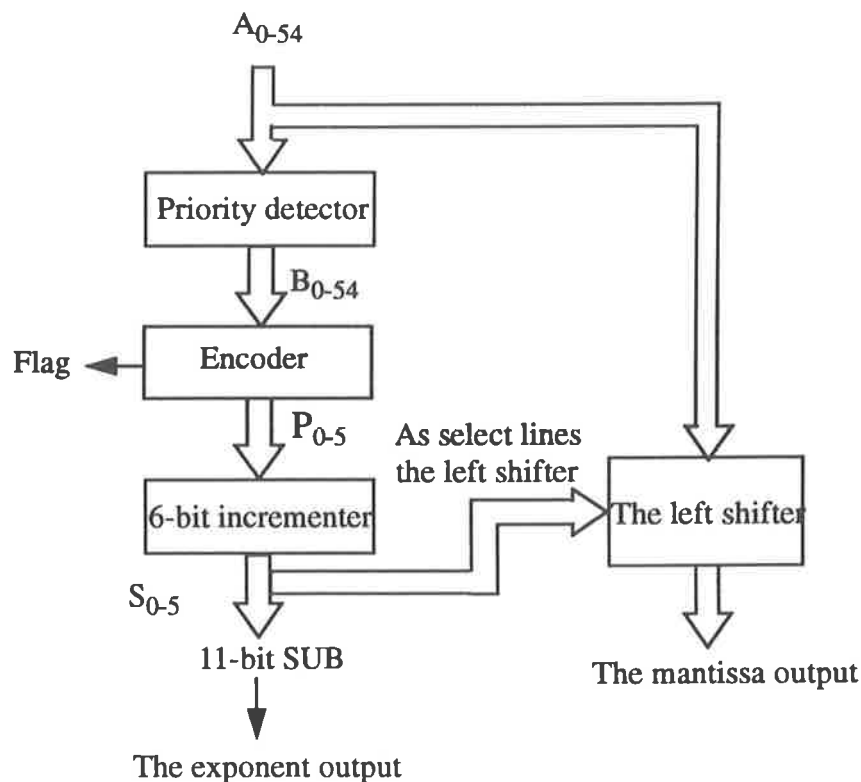 A0-54
Priority detector
B0-54
Flag
Encoder
P0-5
As select lines
the left shifter
6-bit incrementer
The left shifter
S0-5
11-bit SUB
The mantissa output
The exponent output